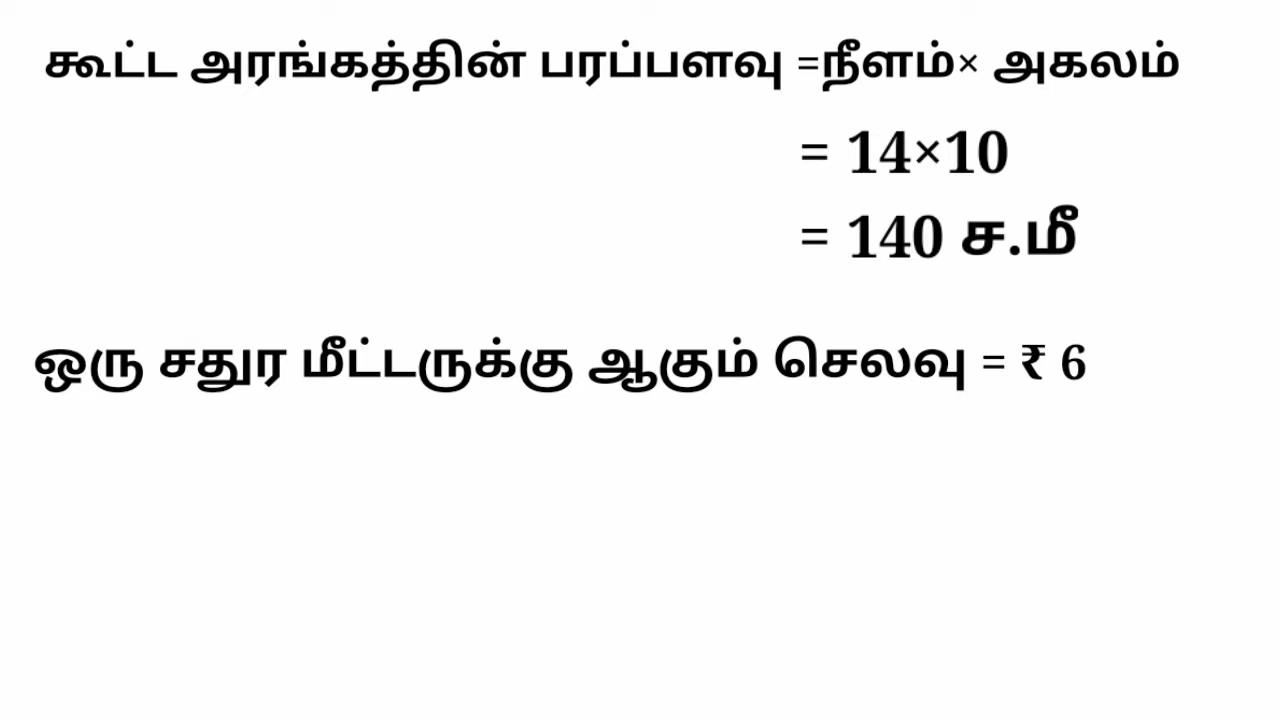 கூட்ட அரங்கத்தின் பரப்பளவு =நீளம்× அகலம்
= 14×10
= 140 ச.மீ
ஒரு சதுர மீட்டருக்கு ஆகும் செலவு = ₹ 6